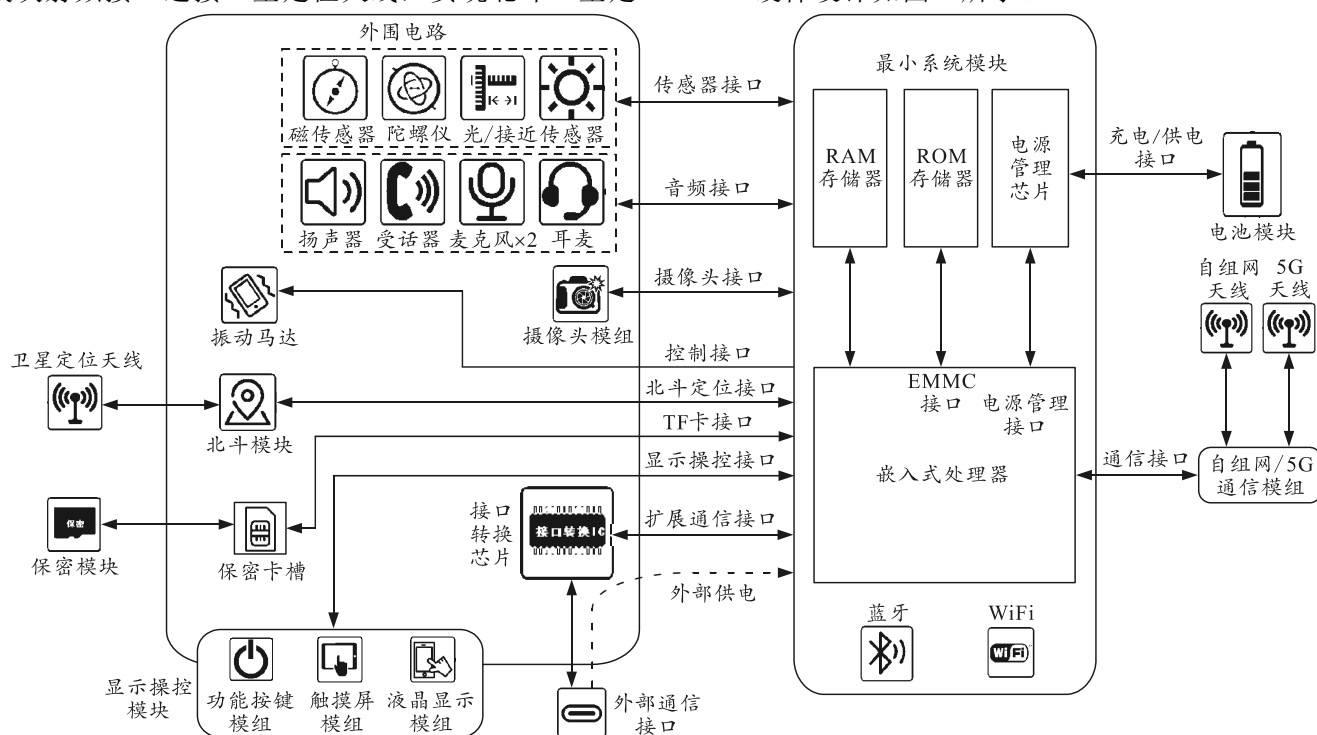 外围电路
磁传感器 陀螺仪 光/接近传感器
扬声器 受话器 麦克风×2 耳麦
振动马达
摄像头模组
卫星定位天线
北斗模块
保密
保密模块
保密卡槽
接口
转换
芯片
接口转换IC
显示操控
模块
功能按键
模组
触摸屏
模组
液晶显示
模组
外部通信
接口
传感器接口
音频接口
摄像头接口
控制接口
北斗定位接口
TF卡接口
显示操控接口
扩展通信接口
外部供电
最小系统模块
RAM
存储器
ROM
存储器
电源
管理
芯片
EMMC
接口
电源管理
接口
嵌入式处理器
蓝牙
WiFi
WiFi
充电/供电
接口
电池模块
自组网
天线
5G
天线
通信接口
自组网/5G
通信模组